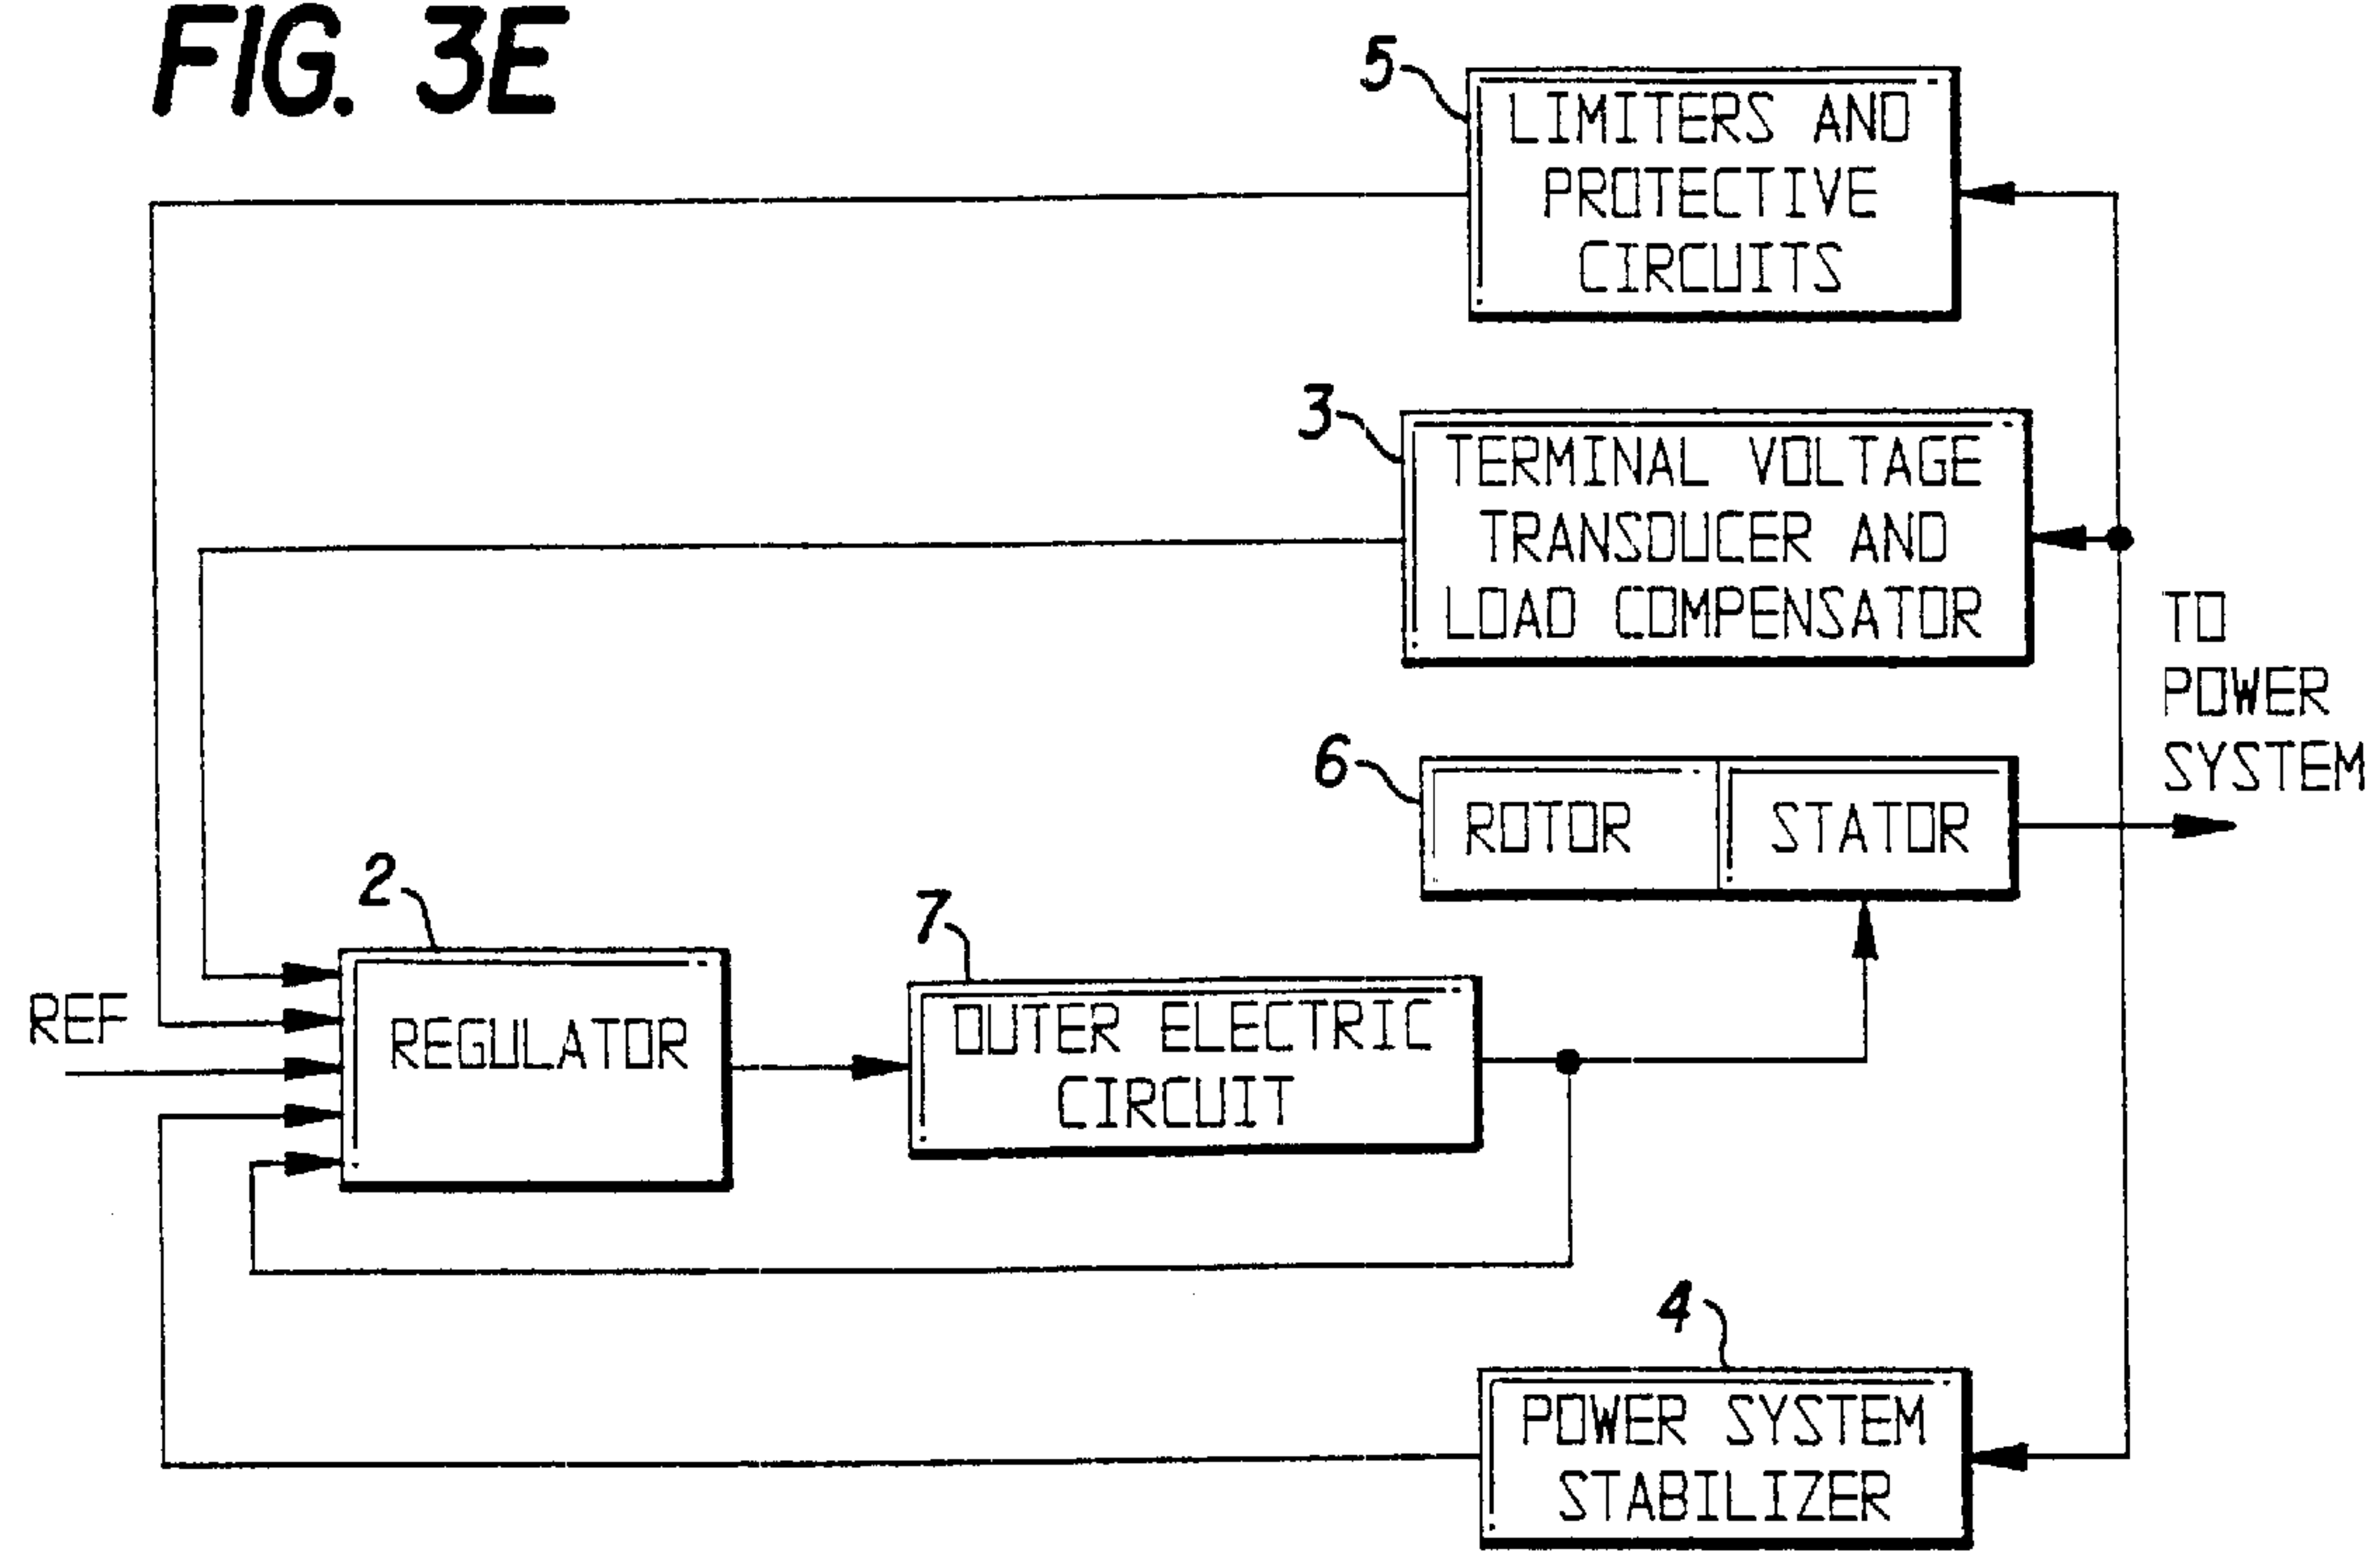 FIG. 3E
5
LIMITERS AND
PROTECTIVE
CIRCUITS
3
TERMINAL VOLTAGE
TRANSDUCER AND
LOAD COMPENSATOR
TO
POWER
SYSTEM
6
ROTOR
STATOR
2
7
REF
REGULATOR
OUTER ELECTRIC
CIRCUIT
4
POWER SYSTEM
STABILIZER